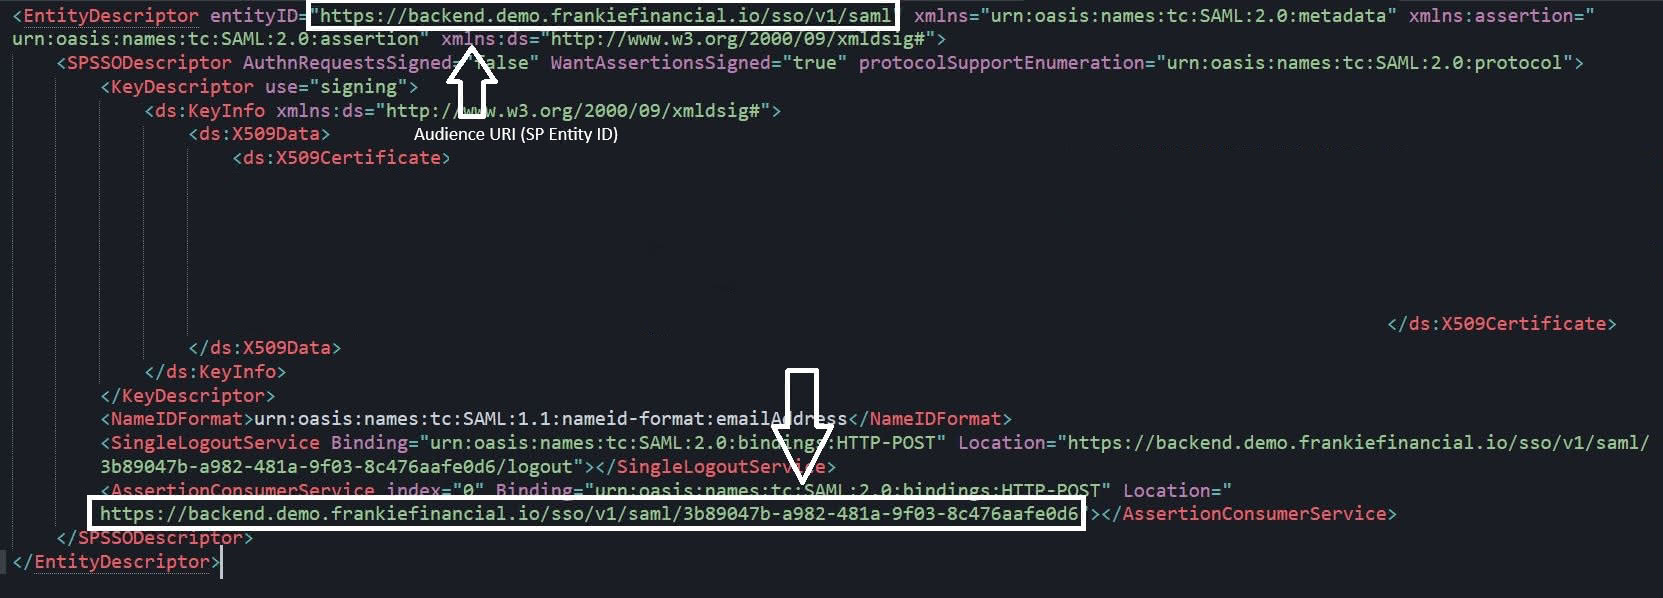 <EntityDescriptor entityID="https://backend.demo.frankiefinancial.io/sso/v1/saml" xmlns="urn:oasis:names:tc:SAML:2.0:metadata" xmlns:assertion="
urn:oasis:names:tc:SAML:2.0:assertion" xmlns:ds="http://www.w3.org/2000/09/xmldsig#">
<SPSSODescriptor AuthnRequestsSigned="false" WantAssertionsSigned="true" protocolSupportEnumeration="urn:oasis:names:tc:SAML:2.0:protocol">
<KeyDescriptor use="signing">
<ds:KeyInfo xmlns:ds="http://www.w3.org/2000/09/xmldsig#">
<ds:X509Data>
Audience URI (SP Entity ID)
<ds:X509Certificate>
</ds:X509Certificate>
</ds:X509Data>
</ds:KeyInfo>
</KeyDescriptor>
<NameIDFormat>urn:oasis:names:tc:SAML:1.1:nameid-format:emailAddress</NameIDFormat>
<SingleLogoutService Binding="urn:oasis:names:tc:SAML:2.0:bindings:HTTP-POST" Location="https://backend.demo.frankiefinancial.io/sso/v1/saml/
3b89047b-a982-481a-9f03-8c476aafe0d6/logout"></SingleLogoutService>
<AssertionConsumerService index="0" Binding="urn:oasis:names:tc:SAML:2.0:bindings:HTTP-POST" Location="
https://backend.demo.frankiefinancial.io/sso/v1/saml/3b89047b-a982-481a-9f03-8c476aafe0d6"></AssertionConsumerService>
</SPSSODescriptor>
</EntityDescriptor>